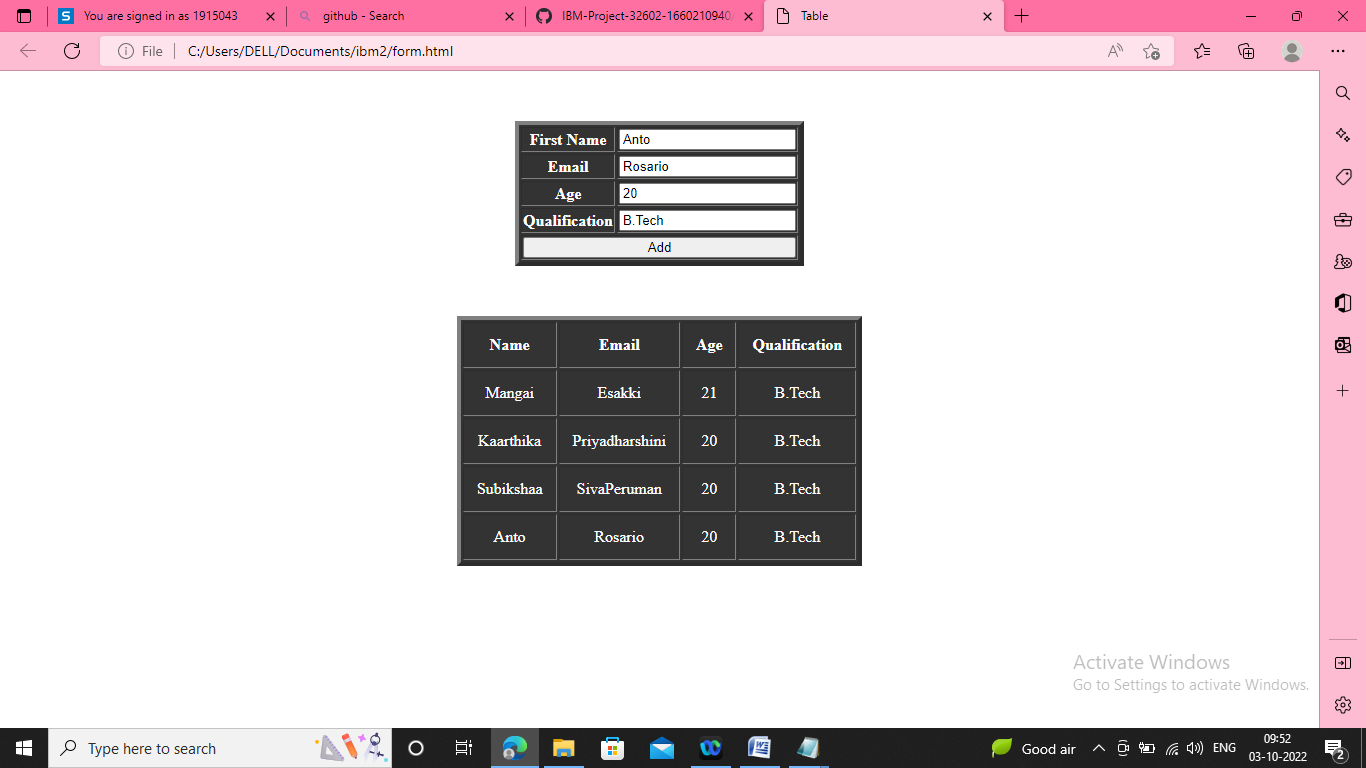 You are signed in as 1915043
github - Search
IBM-Project-32602-1660210940
Table
File
C:/Users/DELL/Documents/ibm2/form.html
First Name Anto
Email Rosario
Age 20
Qualification B.Tech
Add
Name Email Age Qualification
Mangai Esakki 21 B.Tech
Kaarthika Priyadharshini 20 B.Tech
Subikshaa SivaPeruman 20 B.Tech
Anto Rosario 20 B.Tech
Activate Windows
Go to Settings to activate Windows.
Type here to search
Good air
ENG
09:52
03-10-2022
2